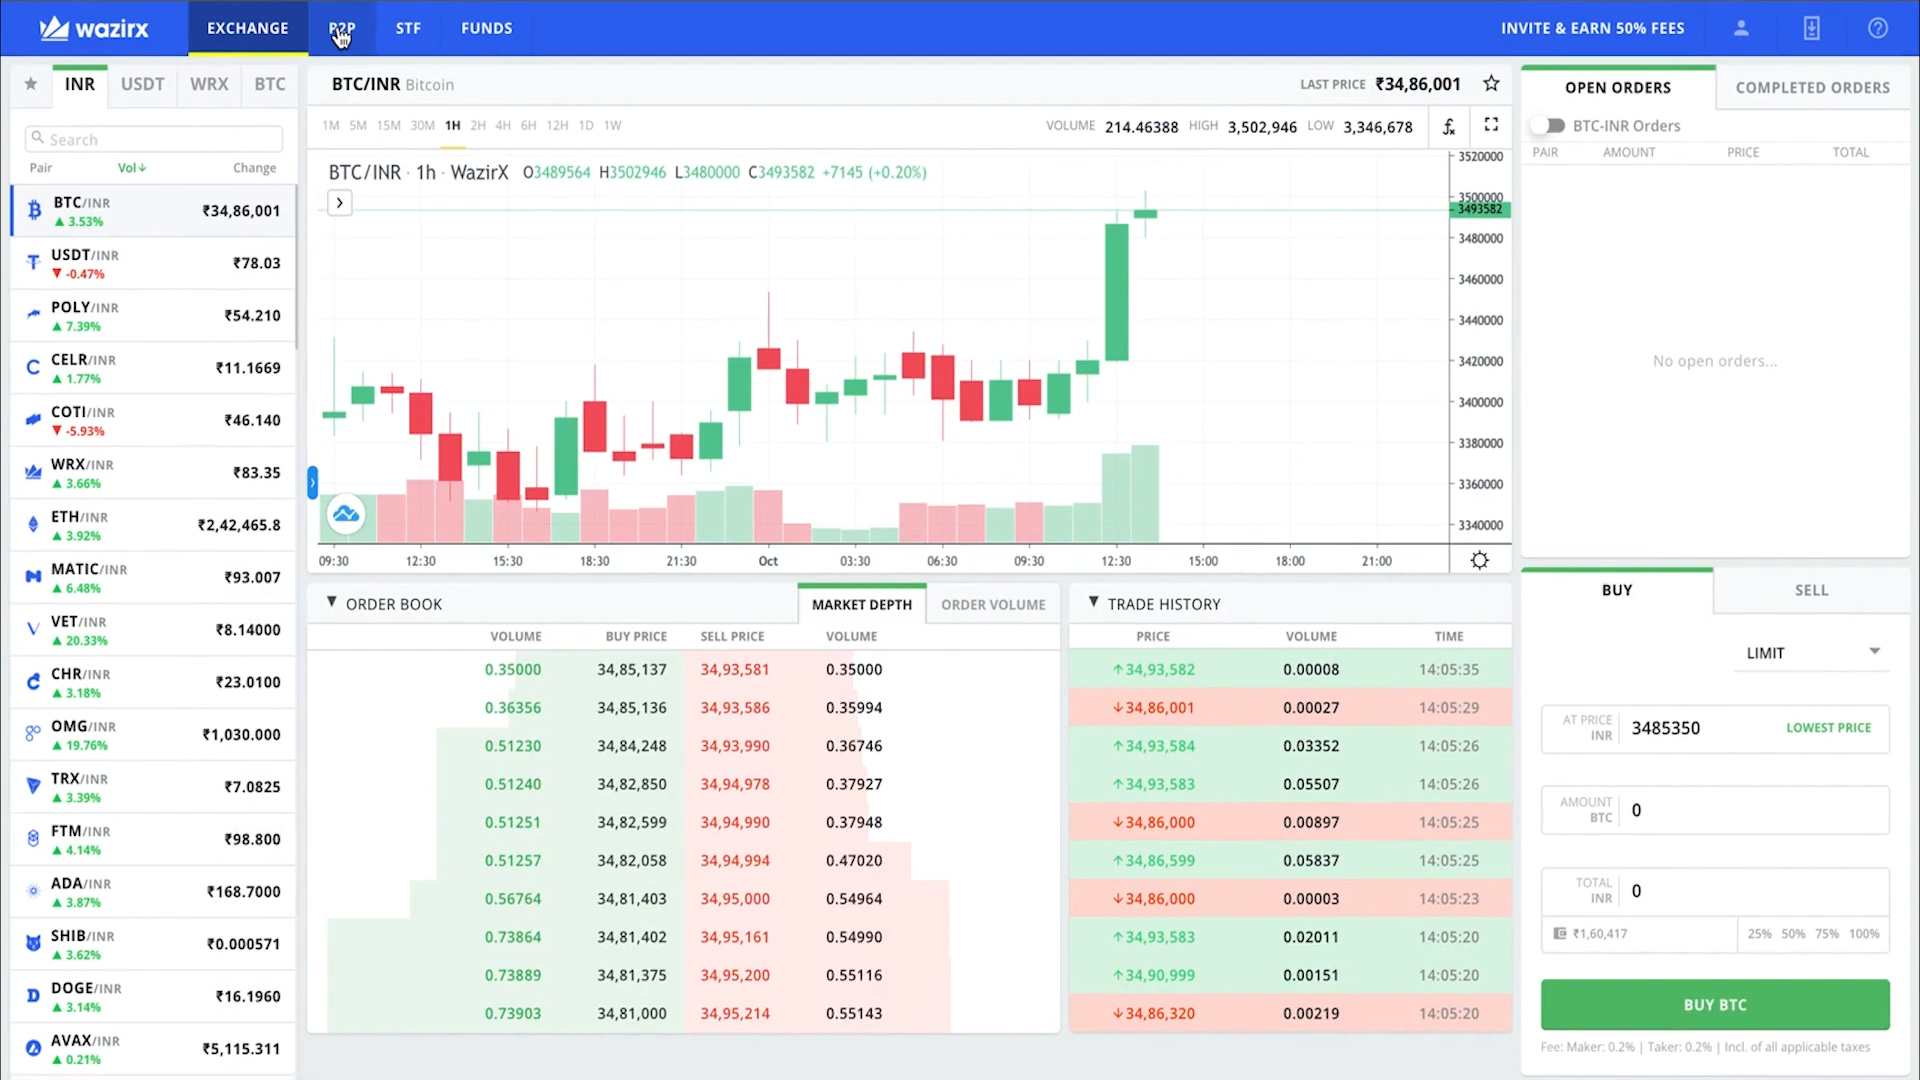 wazirx
EXCHANGE
P2P
STF
FUNDS
INVITE & EARN 50% FEES
INR
USDT
WRX
BTC
Search
Pair
Vol↓
Change
BTC/INR
▲ 3.53%
₹34,86,001
USDT/INR
▼ -0.47%
₹78.03
POLY/INR
▲ 7.39%
₹54.210
CELR/INR
▲ 1.77%
₹11.1669
COTI/INR
▼ -5.93%
₹46.140
WRX/INR
▲ 3.66%
₹83.35
ETH/INR
▲ 3.92%
₹2,42,465.8
MATIC/INR
▲ 6.48%
₹93.007
VET/INR
▲ 20.33%
₹8.14000
CHR/INR
▲ 3.18%
₹23.0100
OMG/INR
▲ 19.76%
₹1,030.000
TRX/INR
▲ 3.39%
₹7.0825
FTM/INR
▲ 4.14%
₹98.800
ADA/INR
▲ 3.87%
₹168.7000
SHIB/INR
▲ 3.62%
₹0.000571
DOGE/INR
▲ 3.14%
₹16.1960
AVAX/INR
▲ 0.21%
₹5,115.311
BTC/INR Bitcoin
LAST PRICE ₹34,86,001
1M 5M 15M 30M 1H 2H 4H 6H 12H 1D 1W
VOLUME 214.46388 HIGH 3,502,946 LOW 3,346,678
BTC/INR · 1h · WazirX O3489564 H3502946 L3480000 C3493582 +7145 (+0.20%)
3520000
3500000
3493582
3480000
3460000
3440000
3420000
3400000
3380000
3360000
3340000
09:30 12:30 15:30 18:30 21:30 Oct 03:30 06:30 09:30 12:30 15:00 18:00 21:00
▼ ORDER BOOK
MARKET DEPTH
ORDER VOLUME
VOLUME BUY PRICE SELL PRICE VOLUME
0.35000 34,85,137 34,93,581 0.35000
0.36356 34,85,136 34,93,586 0.35994
0.51230 34,84,248 34,93,990 0.36746
0.51240 34,82,850 34,94,978 0.37927
0.51251 34,82,599 34,94,990 0.37948
0.51257 34,82,058 34,94,994 0.47020
0.56764 34,81,403 34,95,000 0.54964
0.73864 34,81,402 34,95,161 0.54990
0.73889 34,81,375 34,95,200 0.55116
0.73903 34,81,000 34,95,214 0.55143
▼ TRADE HISTORY
PRICE VOLUME TIME
↑34,93,582 0.00008 14:05:35
↓34,86,001 0.00027 14:05:29
↑34,93,584 0.03352 14:05:26
↑34,93,583 0.05507 14:05:26
↓34,86,000 0.00897 14:05:25
↑34,86,599 0.05837 14:05:25
↓34,86,000 0.00003 14:05:23
↑34,93,583 0.02011 14:05:20
↑34,90,999 0.00151 14:05:20
↓34,86,320 0.00219 14:05:20
OPEN ORDERS
COMPLETED ORDERS
BTC-INR Orders
PAIR AMOUNT PRICE TOTAL
No open orders...
BUY
SELL
LIMIT
AT PRICE
INR
3485350
LOWEST PRICE
AMOUNT
BTC
0
TOTAL
INR
0
₹1,60,417
25% 50% 75% 100%
BUY BTC
Fee: Maker: 0.2% | Taker: 0.2% | Incl. of all applicable taxes